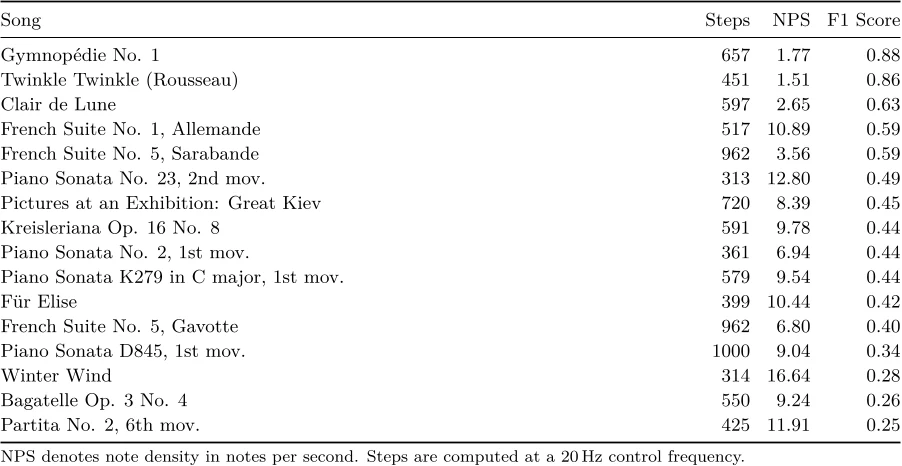 Song Steps NPS F1 Score
Gymnopédie No. 1 657 1.77 0.88
Twinkle Twinkle (Rousseau) 451 1.51 0.86
Clair de Lune 597 2.65 0.63
French Suite No. 1, Allemande 517 10.89 0.59
French Suite No. 5, Sarabande 962 3.56 0.59
Piano Sonata No. 23, 2nd mov. 313 12.80 0.49
Pictures at an Exhibition: Great Kiev 720 8.39 0.45
Kreisleriana Op. 16 No. 8 591 9.78 0.44
Piano Sonata No. 2, 1st mov. 361 6.94 0.44
Piano Sonata K279 in C major, 1st mov. 579 9.54 0.44
Für Elise 399 10.44 0.42
French Suite No. 5, Gavotte 962 6.80 0.40
Piano Sonata D845, 1st mov. 1000 9.04 0.34
Winter Wind 314 16.64 0.28
Bagatelle Op. 3 No. 4 550 9.24 0.26
Partita No. 2, 6th mov. 425 11.91 0.25
NPS denotes note density in notes per second. Steps are computed at a 20 Hz control frequency.